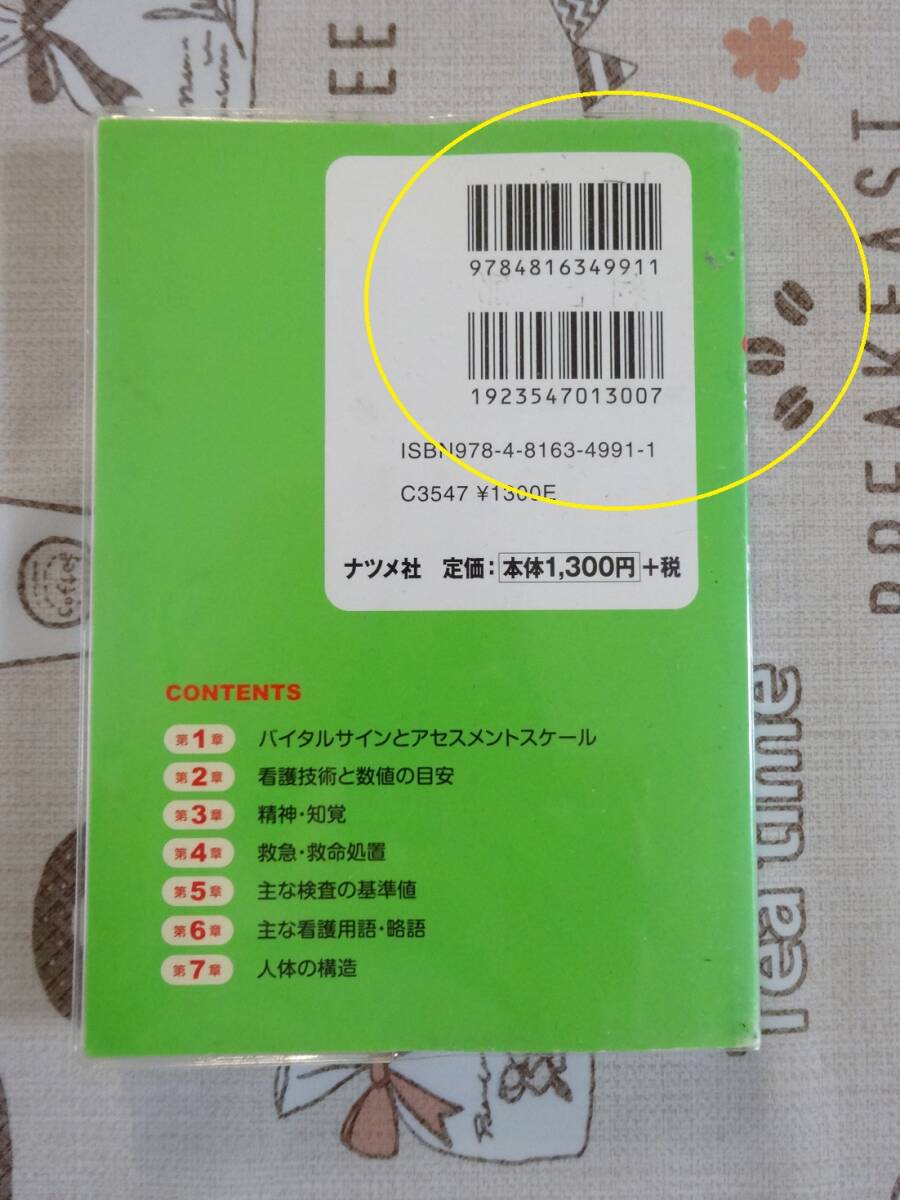 EE
BREAKFAST
9784816349911
1923547013007
ISBN978-4-8163-4991-1
C3547 ¥1300E
ナツメ社 定価：本体1,300円+税
CONTENTS
第1章 バイタルサインとアセスメントスケール
第2章 看護技術と数値の目安
第3章 精神・知覚
第4章 救急・救命処置
第5章 主な検査の基準値
第6章 主な看護用語・略語
第7章 人体の構造
Tea time